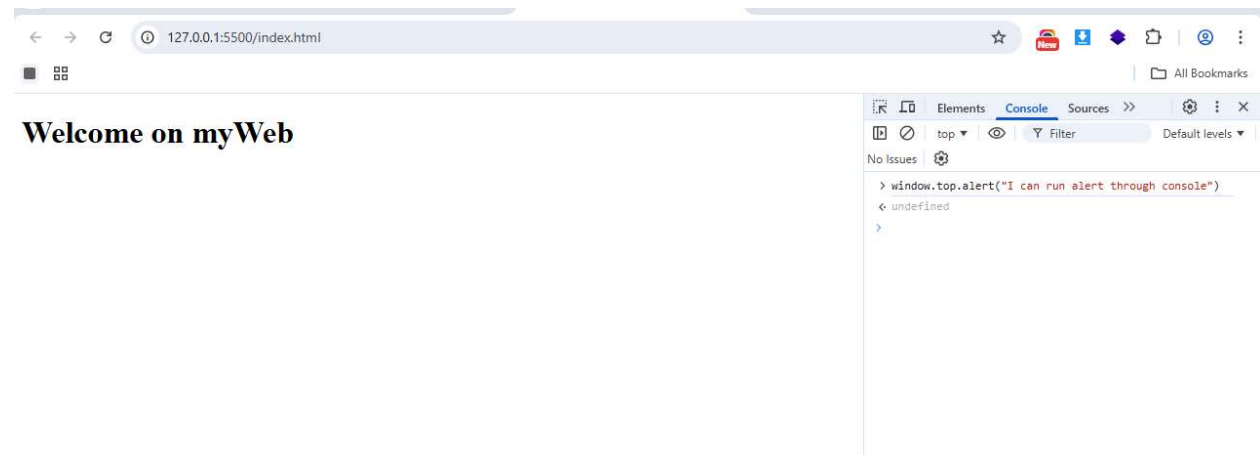 127.0.0.1:5500/index.html
New
All Bookmarks
Welcome on myWeb
Elements Console Sources
top Filter Default levels
No Issues
window.top.alert("I can run alert through console")
undefined